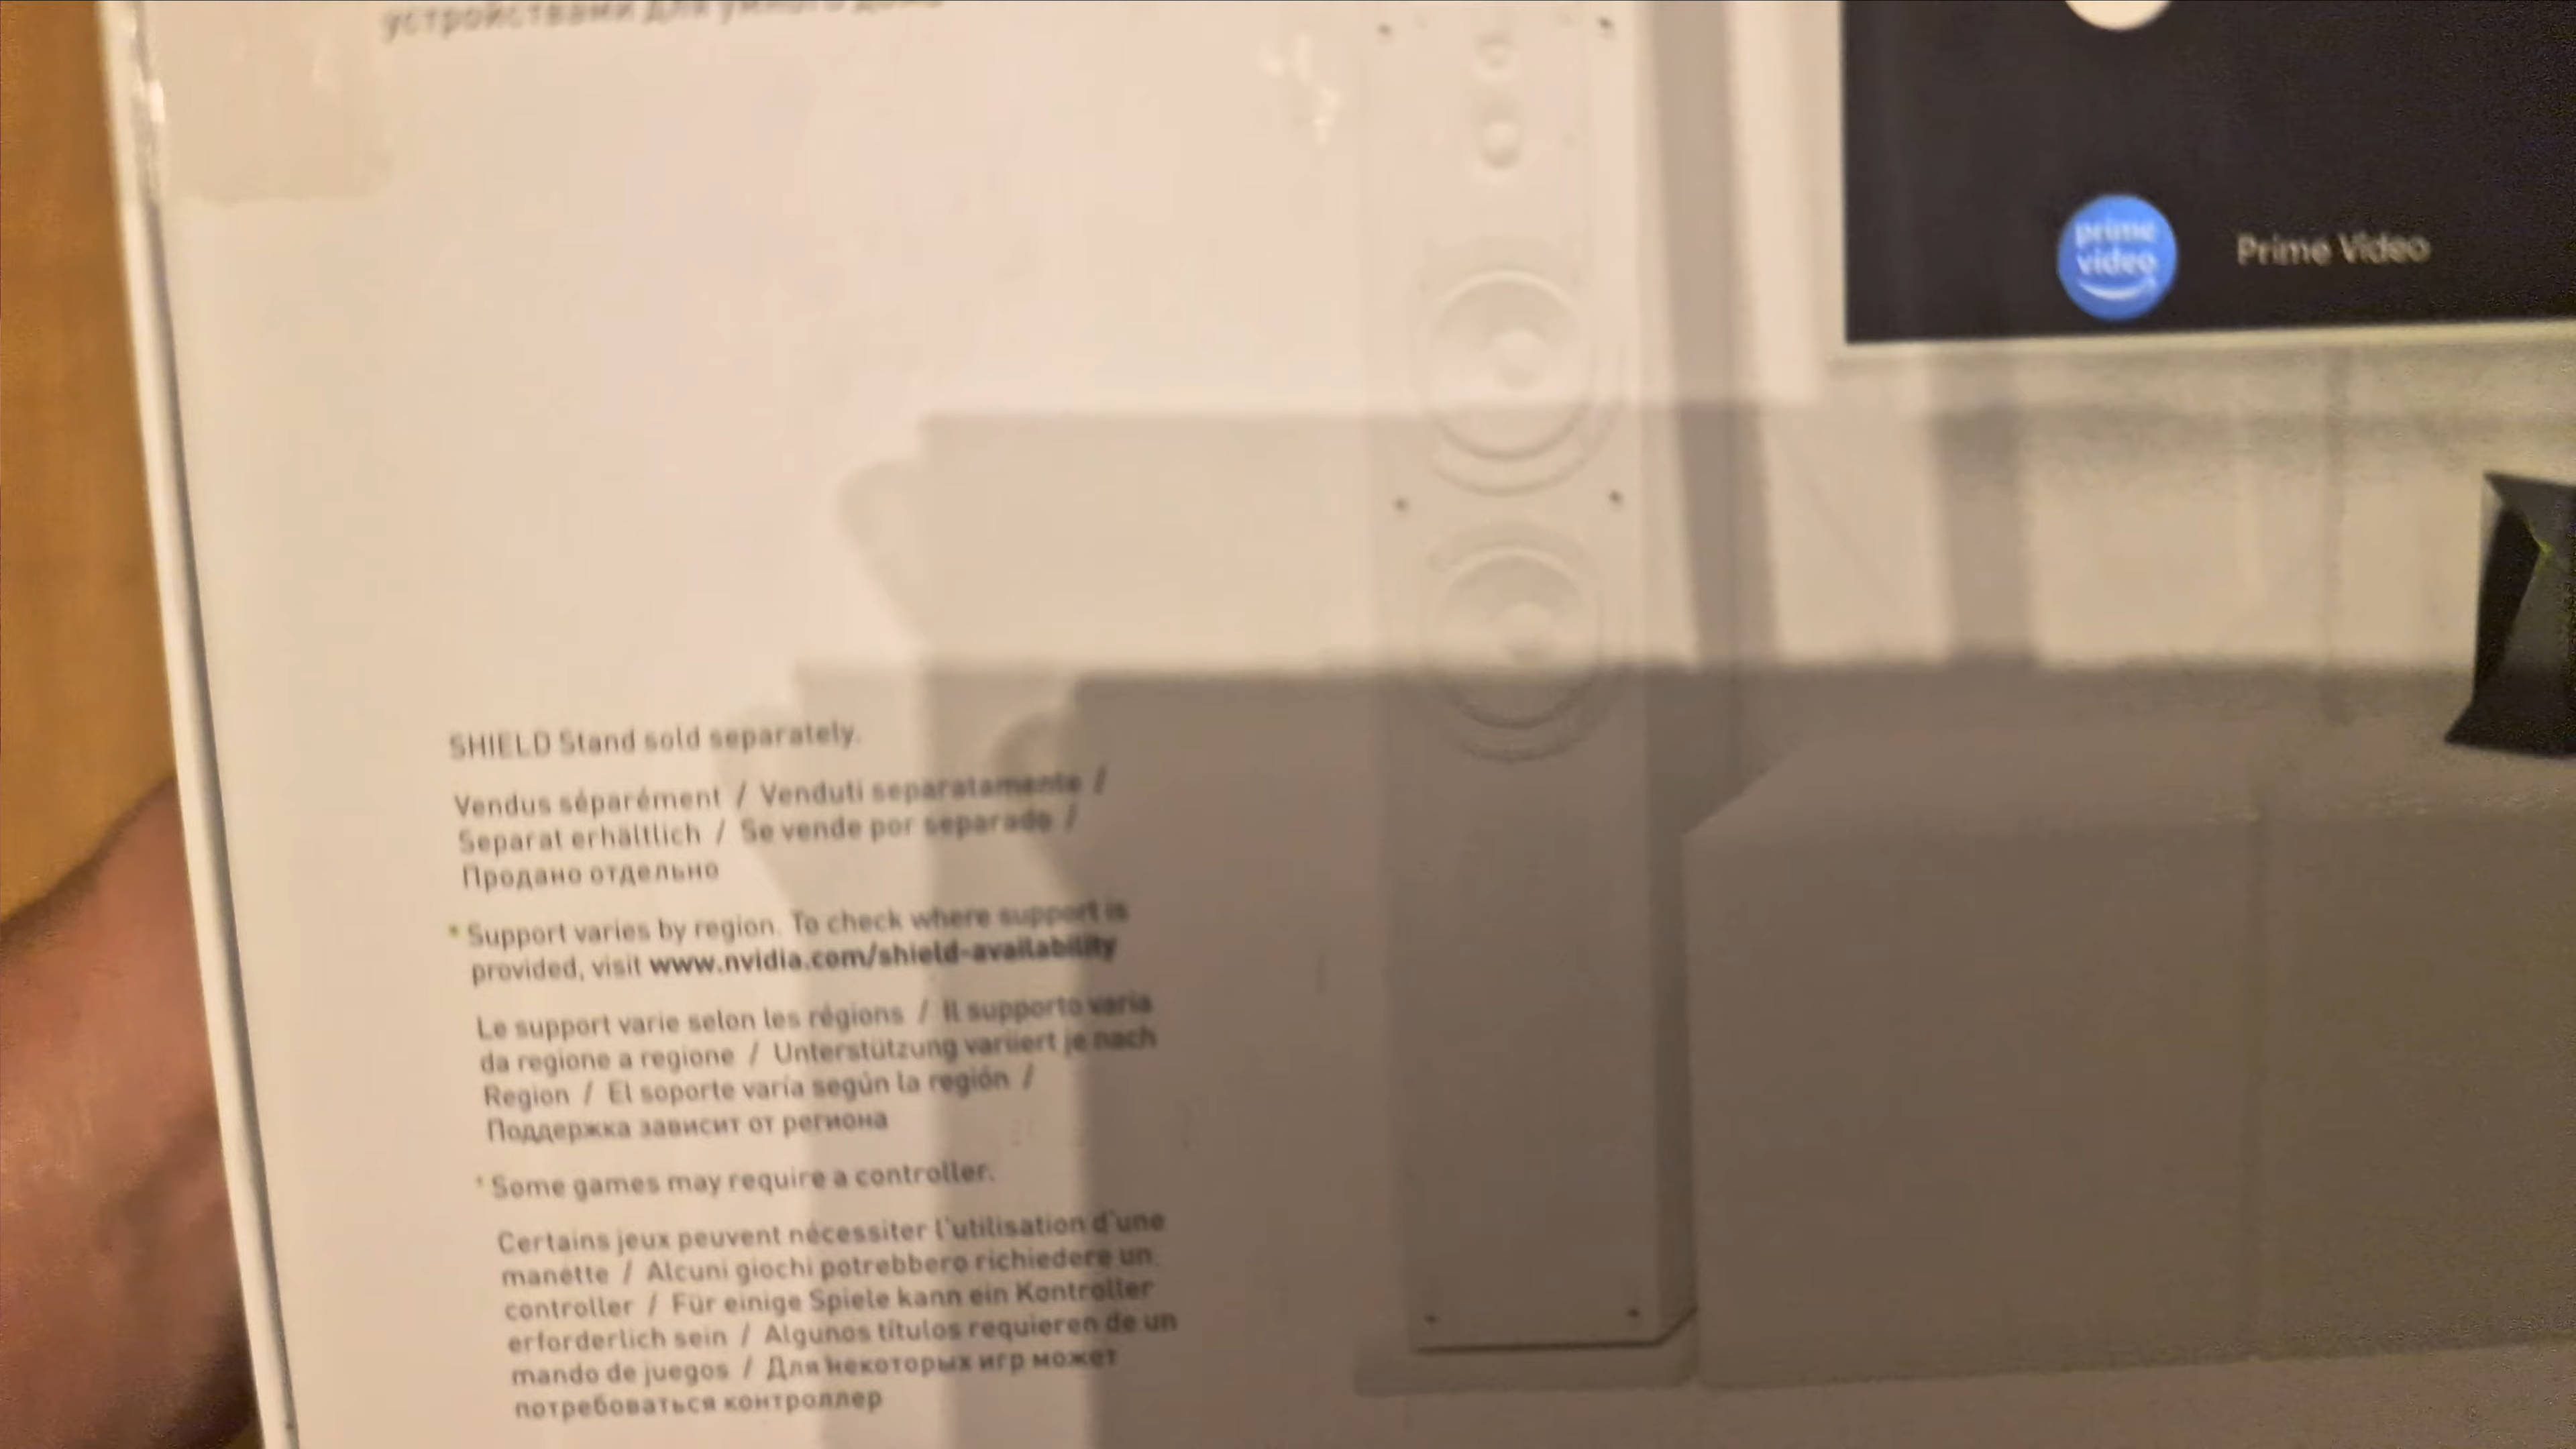 устройствами для умного дома
prime
video
Prime Video
SHIELD Stand sold separately.
Vendus séparément / Venduti separatamente /
Separat erhältlich / Se vende por separado /
Продано отдельно
* Support varies by region. To check where support is
provided, visit www.nvidia.com/shield-availability
Le support varie selon les régions / Il supporto varia
da regione a regione / Unterstützung variiert je nach
Region / El soporte varía según la región /
Поддержка зависит от региона
* Some games may require a controller.
Certains jeux peuvent nécessiter l'utilisation d'une
manette / Alcuni giochi potrebbero richiedere un
controller / Für einige Spiele kann ein Kontroller
erforderlich sein / Algunos títulos requieren de un
mando de juegos / Для некоторых игр может
потребоваться контроллер